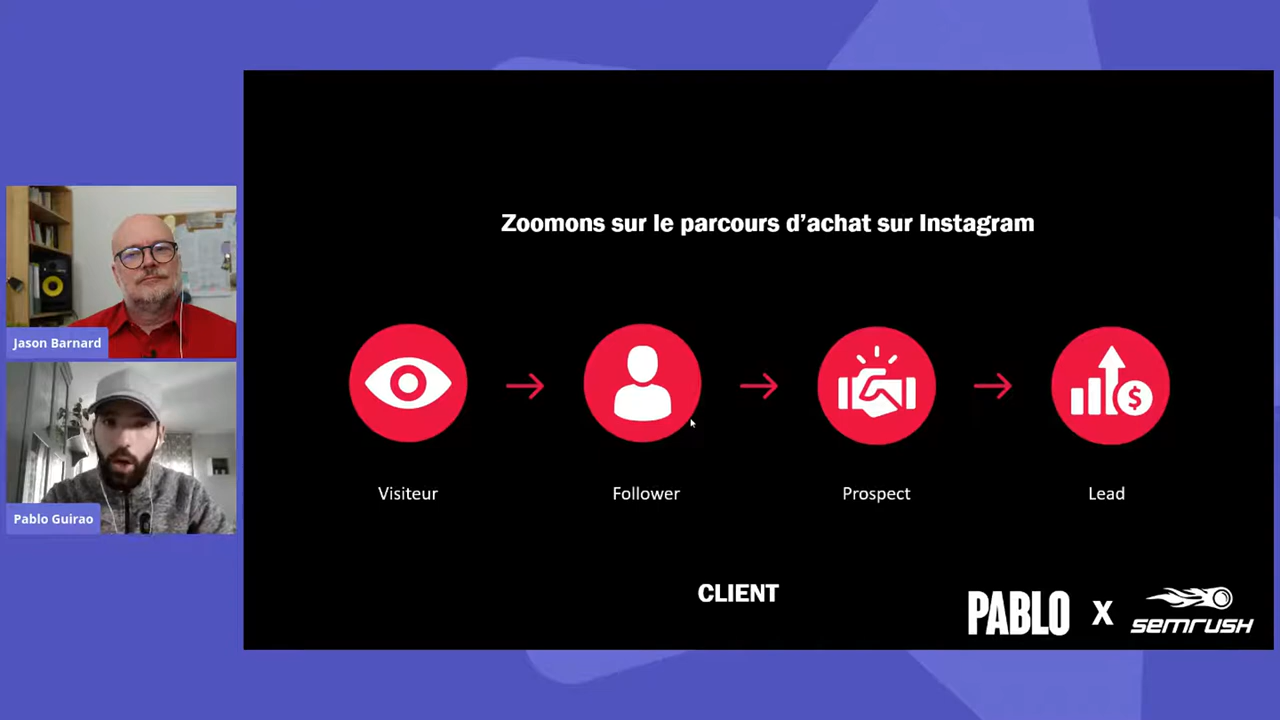 Zoomons sur le parcours d'achat sur Instagram
Jason Barnard
Pablo Guirao
Visiteur
Follower
Prospect
Lead
CLIENT
PABLO X SEMRUSH